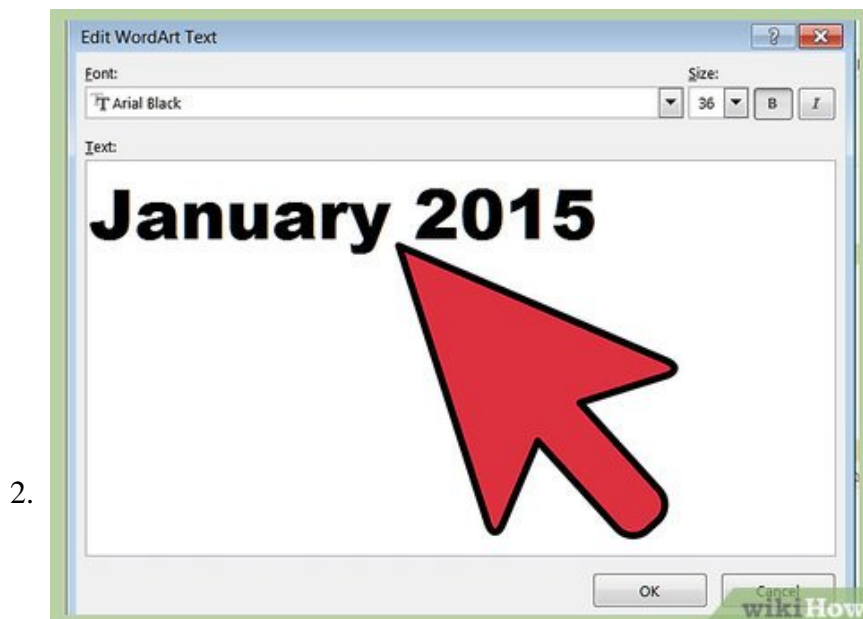 Edit WordArt Text
Font: Size:
Arial Black 36 B I
Text:
January 2015
2.
OK Cancel
wikiHow